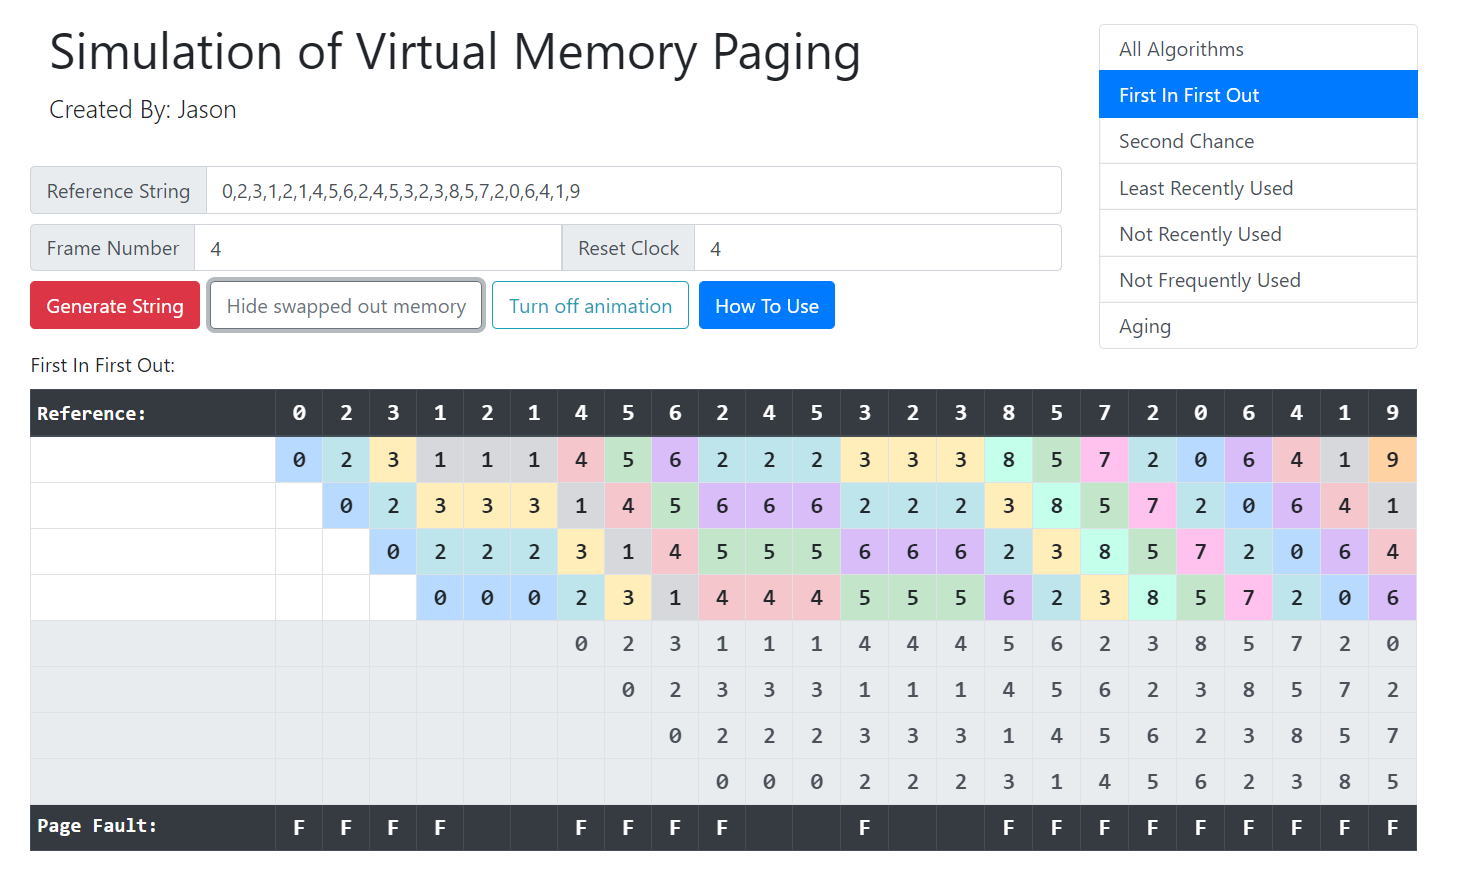 Simulation of Virtual Memory Paging
Created By: Jason
All Algorithms
First In First Out
Second Chance
Least Recently Used
Not Recently Used
Not Frequently Used
Aging
Reference String 0,2,3,1,2,1,4,5,6,2,4,5,3,2,3,8,5,7,2,0,6,4,1,9
Frame Number 4 Reset Clock 4
Generate String Hide swapped out memory Turn off animation How To Use
First In First Out:
Reference: 0 2 3 1 2 1 4 5 6 2 4 5 3 2 3 8 5 7 2 0 6 4 1 9
0 2 3 1 1 1 4 5 6 2 2 2 3 3 3 8 5 7 2 0 6 4 1 9
0 2 3 3 3 1 4 5 6 6 6 2 2 2 3 8 5 7 2 0 6 4 1
0 2 2 2 3 1 4 5 5 5 6 6 6 2 3 8 5 7 2 0 6 4
0 0 0 2 3 1 4 4 4 5 5 5 6 2 3 8 5 7 2 0 6
0 2 3 1 1 1 4 4 4 5 6 2 3 8 5 7 2 0
0 2 3 3 3 1 1 1 4 5 6 2 3 8 5 7 2
0 2 2 2 3 3 3 1 4 5 6 2 3 8 5 7
0 0 0 2 2 2 3 1 4 5 6 2 3 8 5
Page Fault: F F F F F F F F F F F F F F F F F F